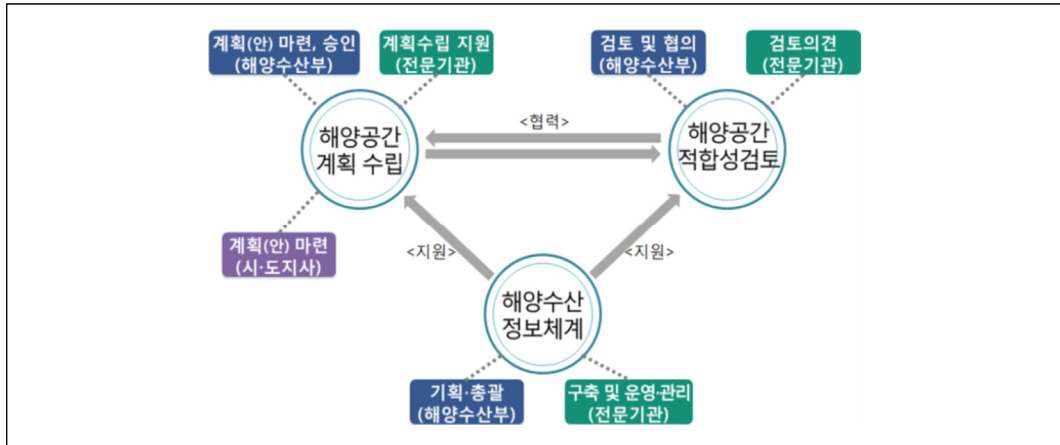 계획(안) 마련, 승인
(해양수산부)
계획수립 지원
(전문기관)
검토 및 협의
(해양수산부)
검토의견
(전문기관)
해양공간
계획 수립
<협력>
해양공간
적합성검토
계획(안) 마련
(시·도지사)
<지원>
<지원>
해양수산
정보체계
기획·총괄
(해양수산부)
구축 및 운영·관리
(전문기관)